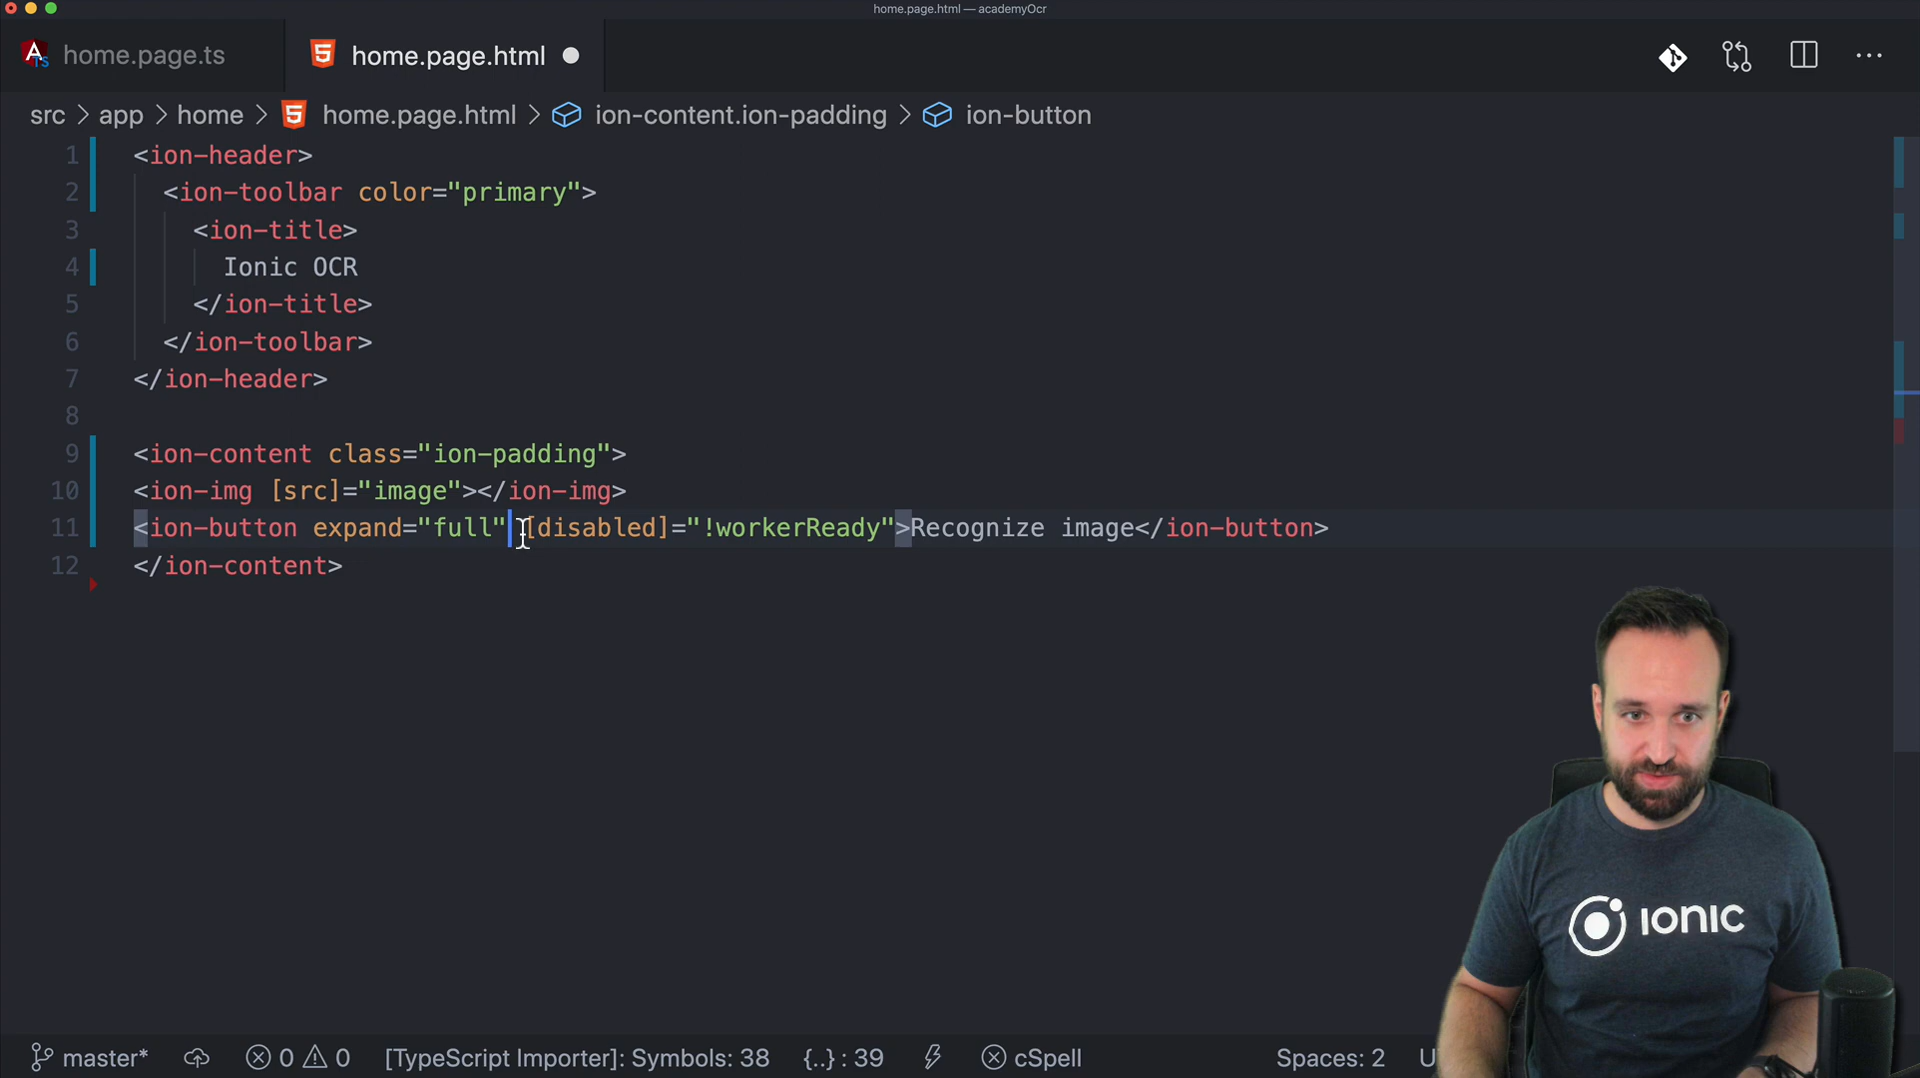 home.page.html — academyOcr
home.page.ts
home.page.html
src > app > home > home.page.html > ion-content.ion-padding > ion-button
1 <ion-header>
2 <ion-toolbar color="primary">
3 <ion-title>
4 Ionic OCR
5 </ion-title>
6 </ion-toolbar>
7 </ion-header>
8
9 <ion-content class="ion-padding">
10 <ion-img [src]="image"></ion-img>
11 <ion-button expand="full" [disabled]="!workerReady">Recognize image</ion-button>
12 </ion-content>
IONIC
master* 0 0 [TypeScript Importer]: Symbols: 38 {..} : 39 cSpell Spaces: 2 U